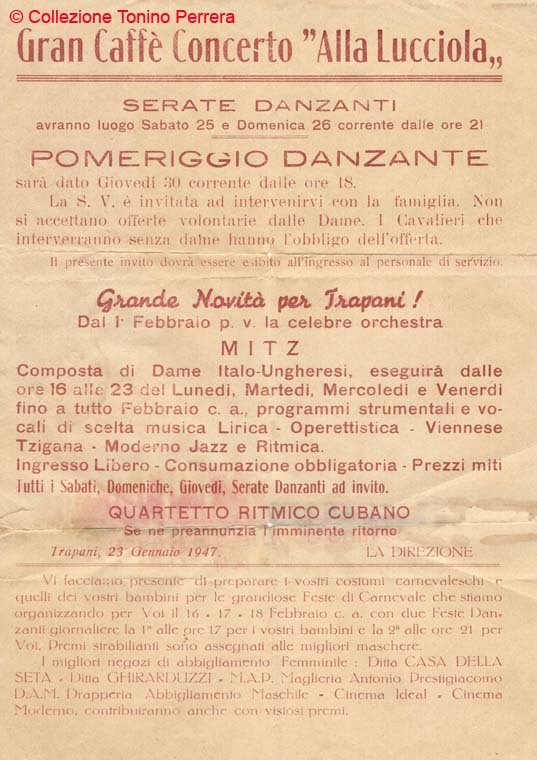 © Collezione Tonino Perrera
Gran Caffè Concerto "Alla Lucciola„
SERATE DANZANTI
avranno luogo Sabato 25 e Domenica 26 corrente dalle ore 21
POMERIGGIO DANZANTE
sarà dato Giovedì 30 corrente dalle ore 18.
La S. V. è invitata ad intervenirvi con la famiglia. Non
si accettano offerte volontarie dalle Dame. I Cavalieri che
interverranno senza dame hanno l'obbligo dell'offerta.
Il presente invito dovrà essere esibito all'ingresso al personale di servizio.
Grande Novità per Trapani!
Dal 1º Febbraio p. v. la celebre orchestra
MITZ
Composta di Dame Italo-Ungheresi, eseguirà dalle
ore 16 alle 23 del Lunedì, Martedì, Mercoledì e Venerdì
fino a tutto Febbraio c. a., programmi strumentali e vo-
cali di scelta musica Lirica - Operettistica - Viennese
Tzigana - Moderno Jazz e Ritmica.
Ingresso Libero - Consumazione obbligatoria - Prezzi miti
Tutti i Sabati, Domeniche, Giovedì, Serate Danzanti ad invito.
QUARTETTO RITMICO CUBANO
Se ne preannunzia l'imminente ritorno
Trapani, 23 Gennaio 1947. LA DIREZIONE
Vi facciamo presente di preparare i vostri costumi carnevaleschi e
quelli dei vostri bambini per le grandiose Feste di Carnevale che stiamo
organizzando per Voi il 16 - 17 - 18 Febbraio c. a. con due Feste Dan-
zanti giornaliere la 1ª alle ore 17 per i vostri bambini e la 2ª alle ore 21 per
Voi. Premi strabilianti sono assegnati alle migliori maschere.
I migliori negozi di abbigliamento Femminile : Ditta CASA DELLA
SETA - Ditta GHIRARDUZZI - M.A.P. Maglieria Antonio Prestigiacomo
D.A.M. Drapperia Abbigliamento Maschile - Cinema Ideal - Cinema
Moderno, contribuiranno anche con vistosi premi.